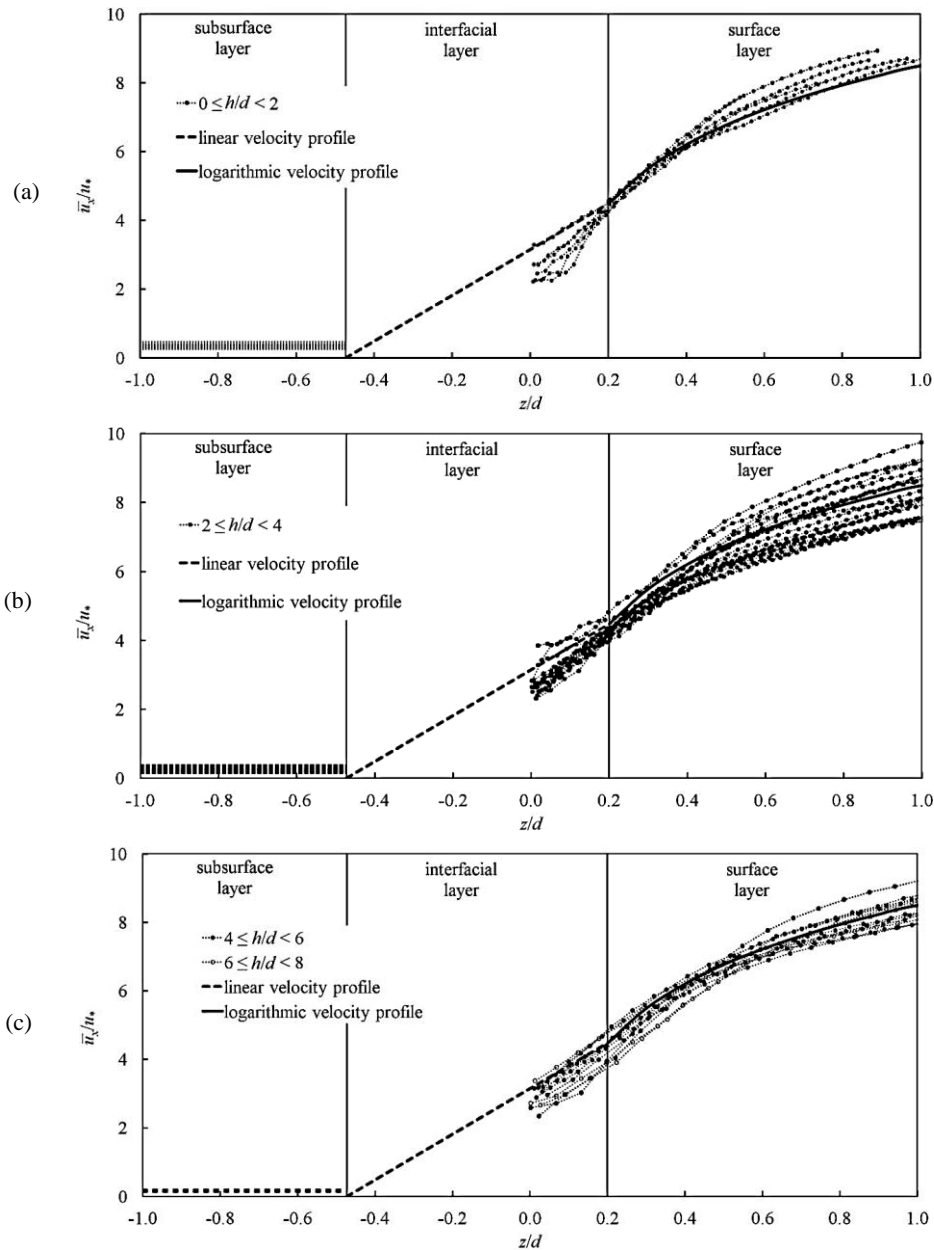 (a)
10
8
6
4
2
0
u̅ₓ/u*
subsurface
layer
interfacial
layer
surface
layer
0 ≤ h/d < 2
linear velocity profile
logarithmic velocity profile
-1.0 -0.8 -0.6 -0.4 -0.2 0.0 0.2 0.4 0.6 0.8 1.0
z/d
(b)
10
8
6
4
2
0
u̅ₓ/u*
subsurface
layer
interfacial
layer
surface
layer
2 ≤ h/d < 4
linear velocity profile
logarithmic velocity profile
-1.0 -0.8 -0.6 -0.4 -0.2 0.0 0.2 0.4 0.6 0.8 1.0
z/d
(c)
10
8
6
4
2
0
u̅ₓ/u*
subsurface
layer
interfacial
layer
surface
layer
4 ≤ h/d < 6
6 ≤ h/d < 8
linear velocity profile
logarithmic velocity profile
-1.0 -0.8 -0.6 -0.4 -0.2 0.0 0.2 0.4 0.6 0.8 1.0
z/d